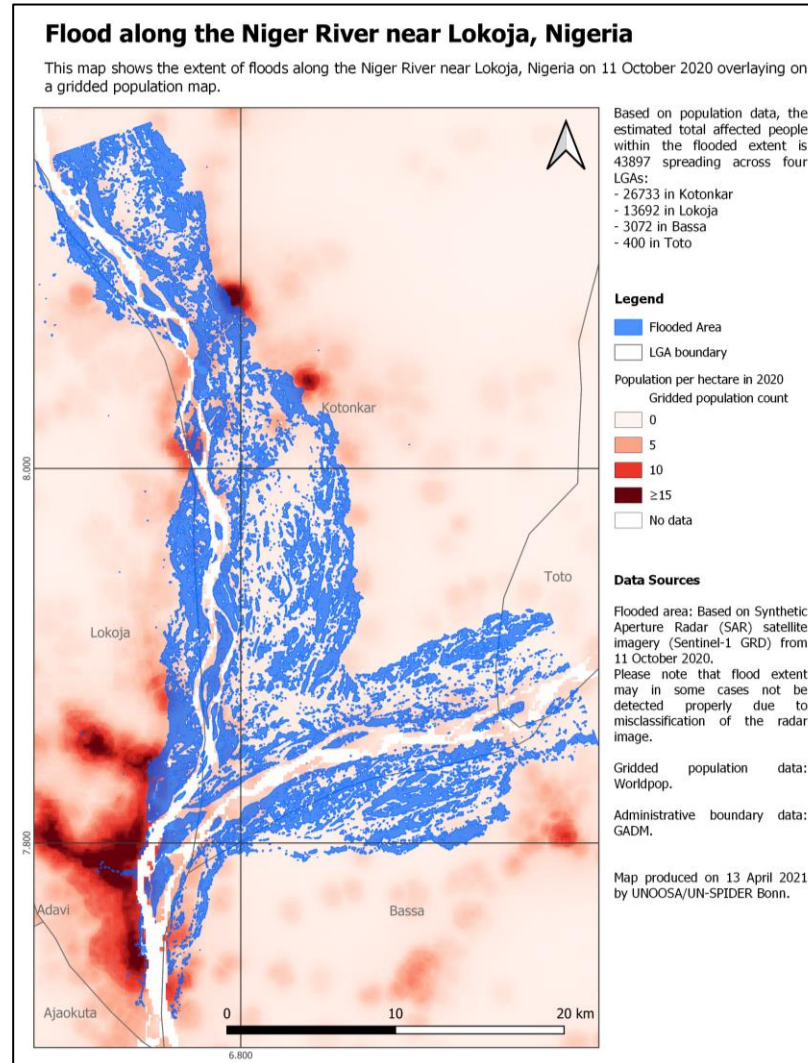 Flood along the Niger River near Lokoja, Nigeria
This map shows the extent of floods along the Niger River near Lokoja, Nigeria on 11 October 2020 overlaying on
a gridded population map.
Based on population data, the
estimated total affected people
within the flooded extent is
43897 spreading across four
LGAs:
- 26733 in Kotonkar
- 13692 in Lokoja
- 3072 in Bassa
- 400 in Toto
Legend
Flooded Area
LGA boundary
Population per hectare in 2020
Gridded population count
0
5
10
≥15
No data
Data Sources
Flooded area: Based on Synthetic
Aperture Radar (SAR) satellite
imagery (Sentinel-1 GRD) from
11 October 2020.
Please note that flood extent
may in some cases not be
detected properly due to
misclassification of the radar
image.
Gridded population data:
Worldpop.
Administrative boundary data:
GADM.
Map produced on 13 April 2021
by UNOOSA/UN-SPIDER Bonn.
Kotonkar
8.000
Toto
Lokoja
7.800
Adavi
Bassa
Ajaokuta
0 10 20 km
6.800